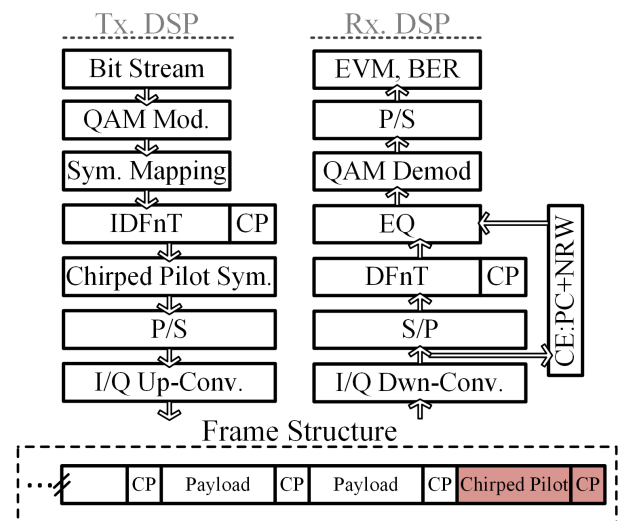 Tx. DSP
Bit Stream
QAM Mod.
Sym. Mapping
IDFnT CP
Chirped Pilot Sym.
P/S
I/Q Up-Conv.
Rx. DSP
EVM, BER
P/S
QAM Demod
EQ
DFnT CP
S/P
I/Q Dwn-Conv.
CE:PC+NRW
Frame Structure
... CP Payload CP Payload CP Chirped Pilot CP